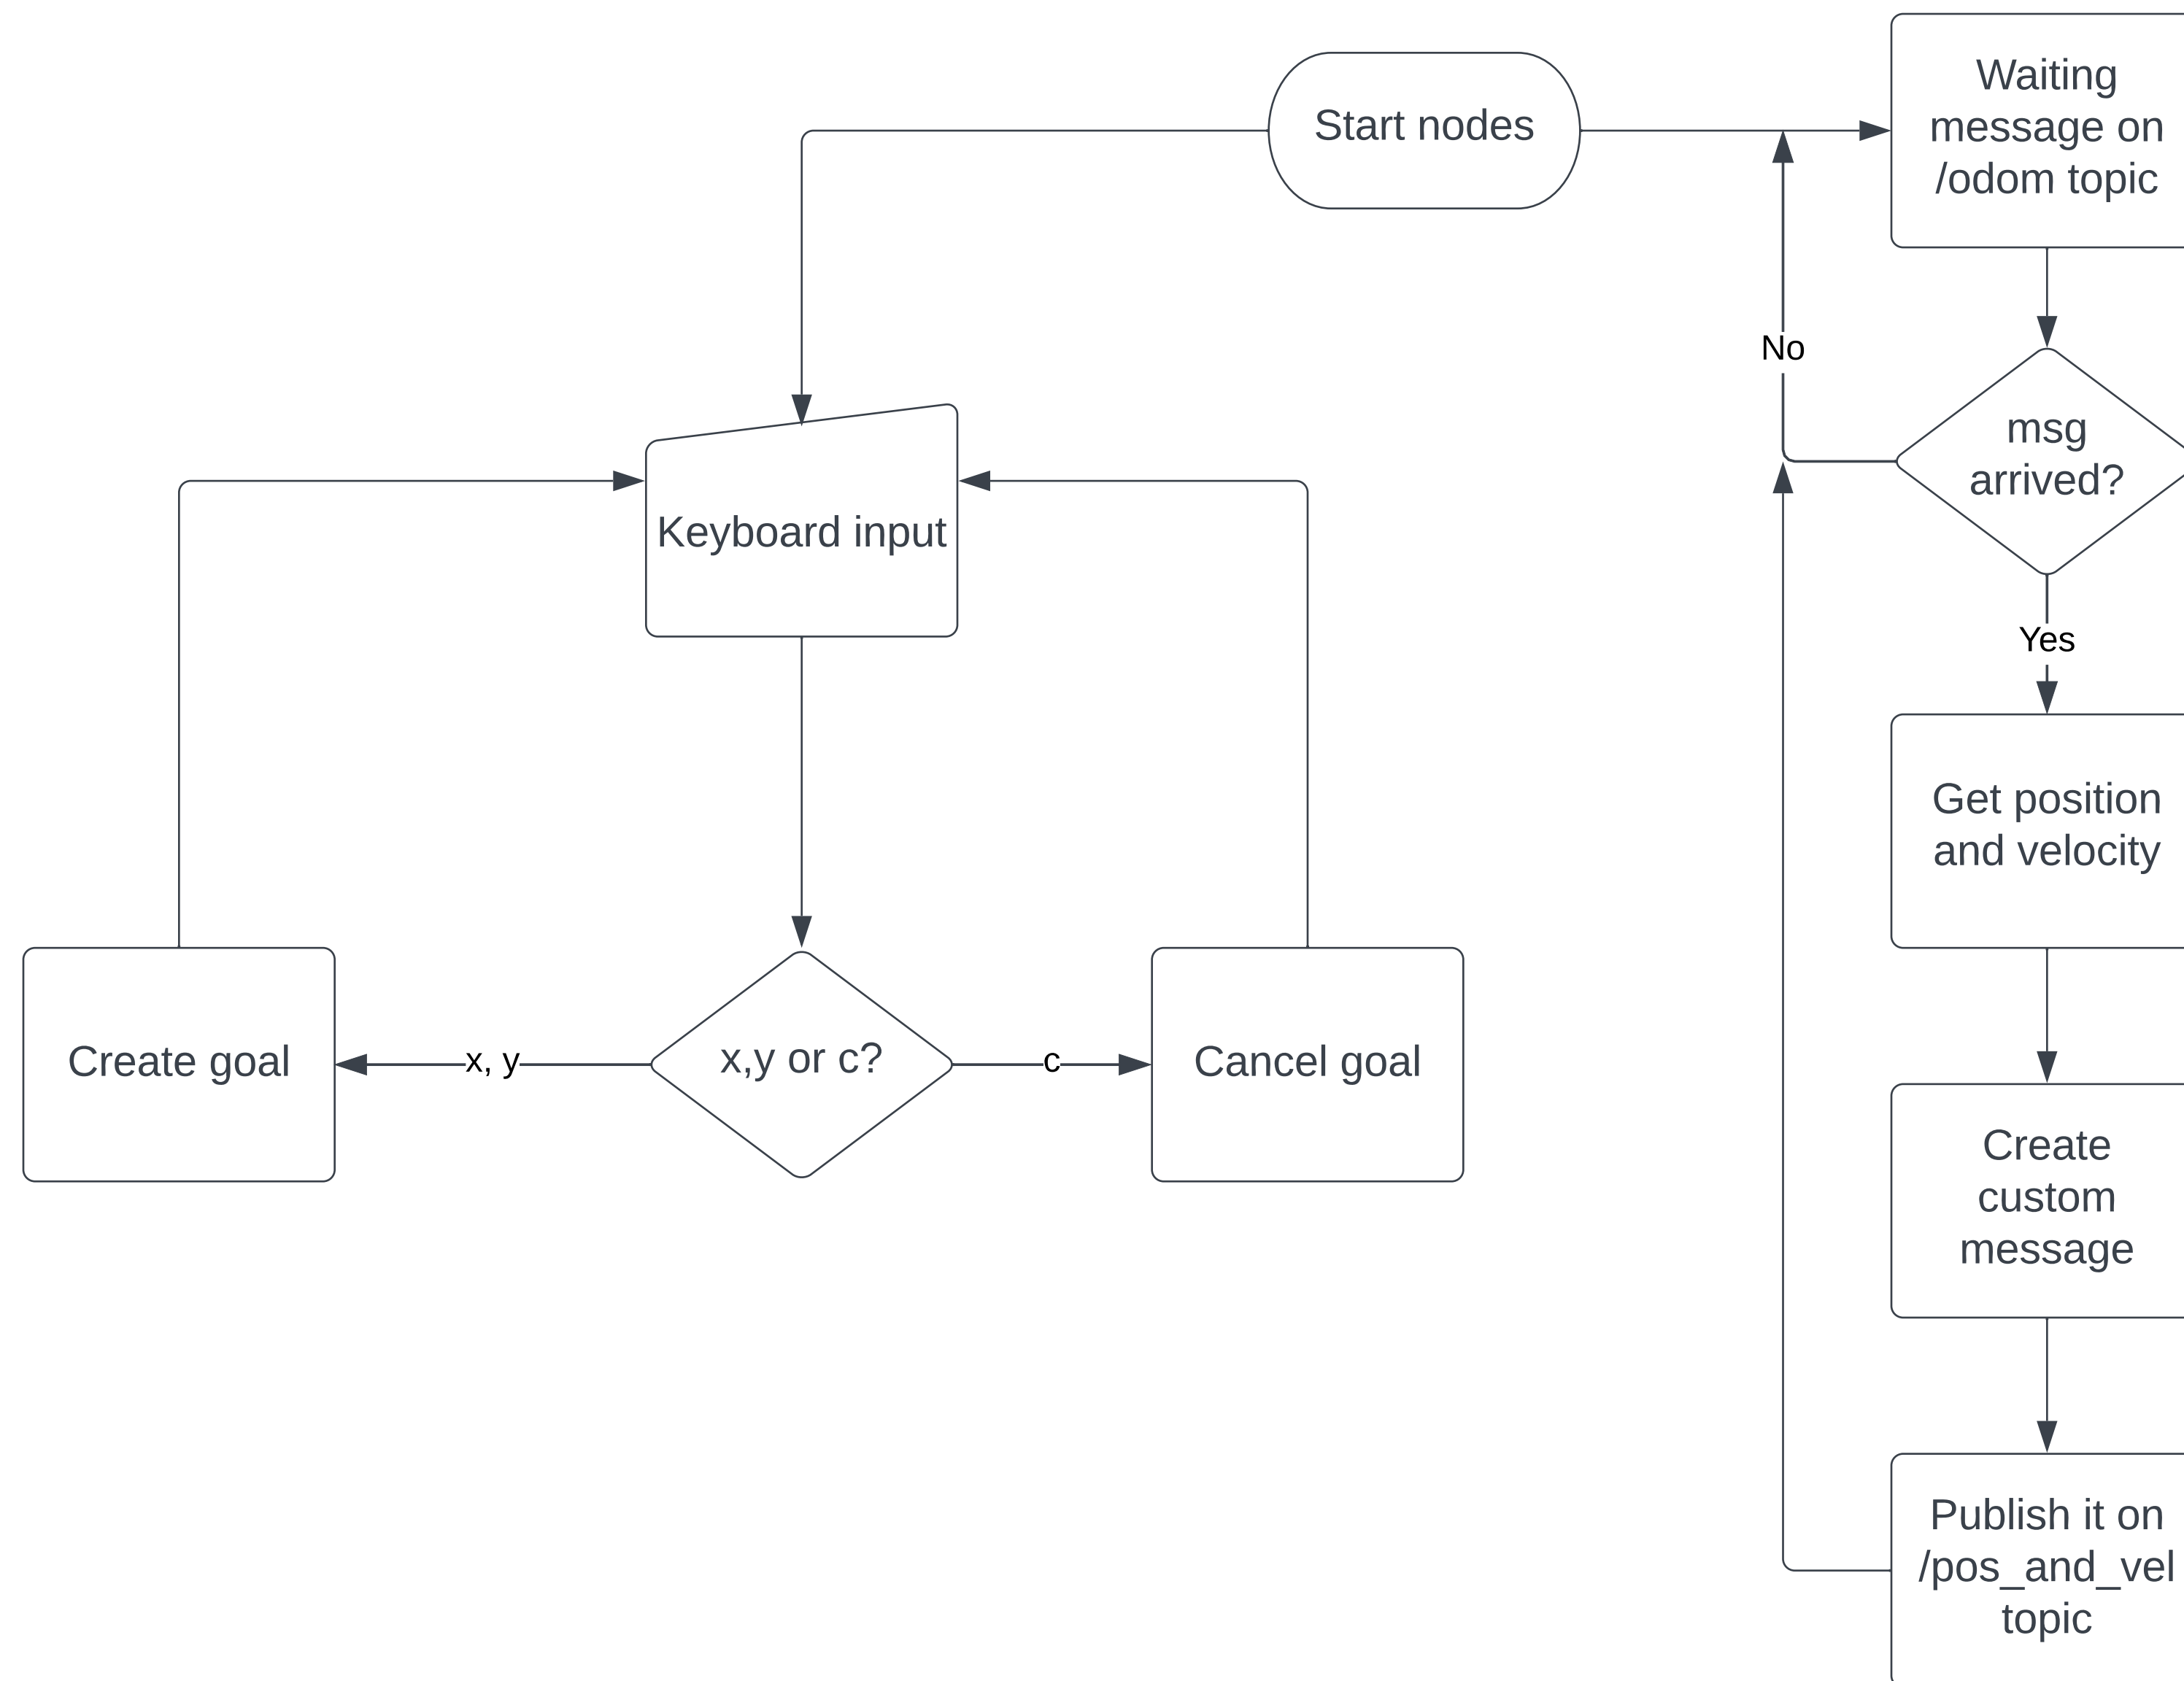 Start nodes
Waiting
message on
/odom topic
No
msg
arrived?
Keyboard input
Yes
Get position
and velocity
Create goal
x, y
x,y or c?
c
Cancel goal
Create
custom
message
Publish it on
/pos_and_vel
topic